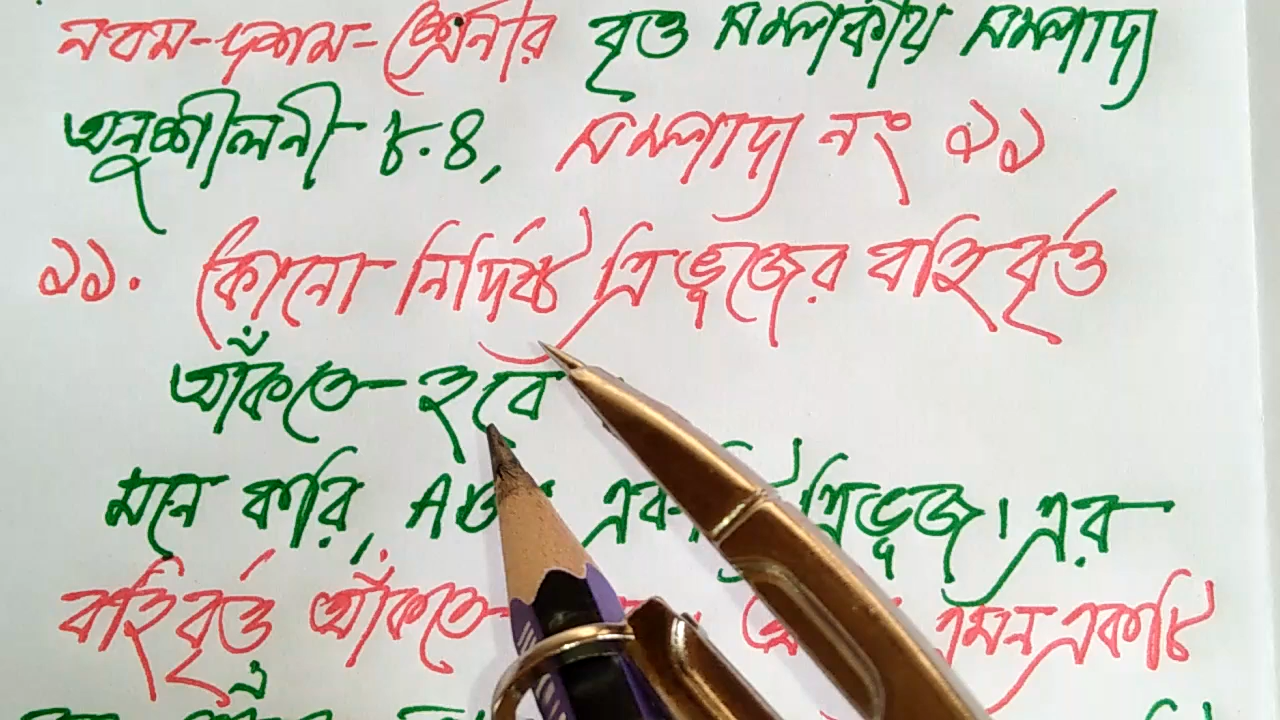 নবম-দশম-শ্রেনীর বৃত্ত সম্পর্কীয় সম্পাদ্য
অনুশীলনী ৮.৪, সম্পাদ্য নং ১১
১১. কোনো নির্দিষ্ট ত্রিভূজের বহিবৃর্ত্ত
আঁকতে হবে
মনে করি, ত্রিভূজ। এর
বহিবৃর্ত্ত আঁকতে এমন একটি